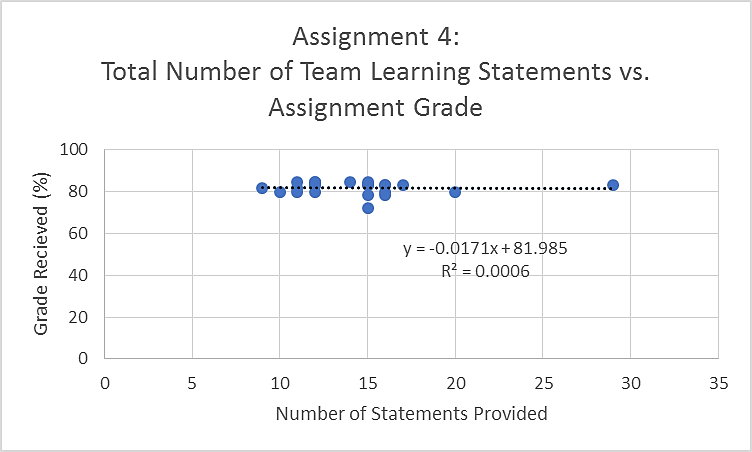 Assignment 4:
Total Number of Team Learning Statements vs.
Assignment Grade
100
80
60
40
20
0
Grade Recieved (%)
y = -0.0171x + 81.985
R² = 0.0006
0 5 10 15 20 25 30 35
Number of Statements Provided